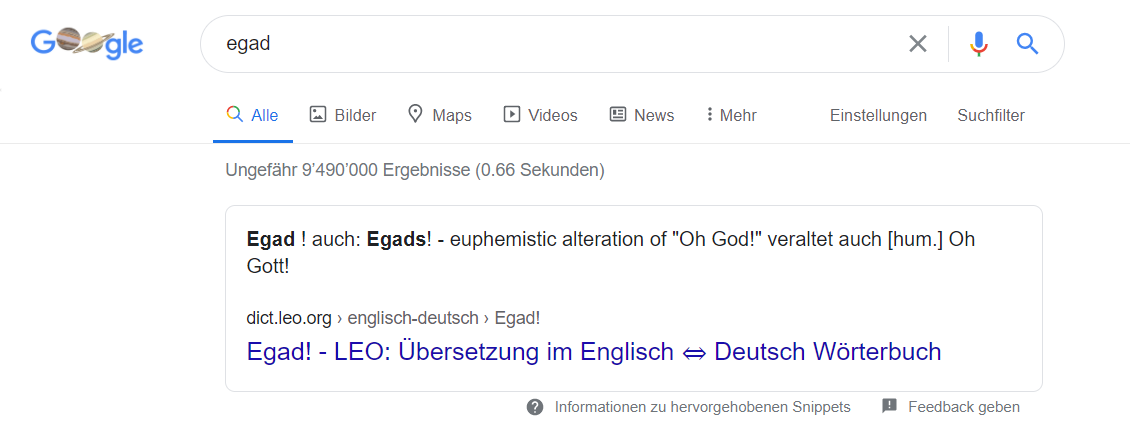 Google
egad
Alle Bilder Maps Videos News Mehr Einstellungen Suchfilter
Ungefähr 9’490’000 Ergebnisse (0.66 Sekunden)
Egad ! auch: Egads! - euphemistic alteration of "Oh God!" veraltet auch [hum.] Oh
Gott!
dict.leo.org › englisch-deutsch › Egad!
Egad! - LEO: Übersetzung im Englisch ⇔ Deutsch Wörterbuch
Informationen zu hervorgehobenen Snippets Feedback geben